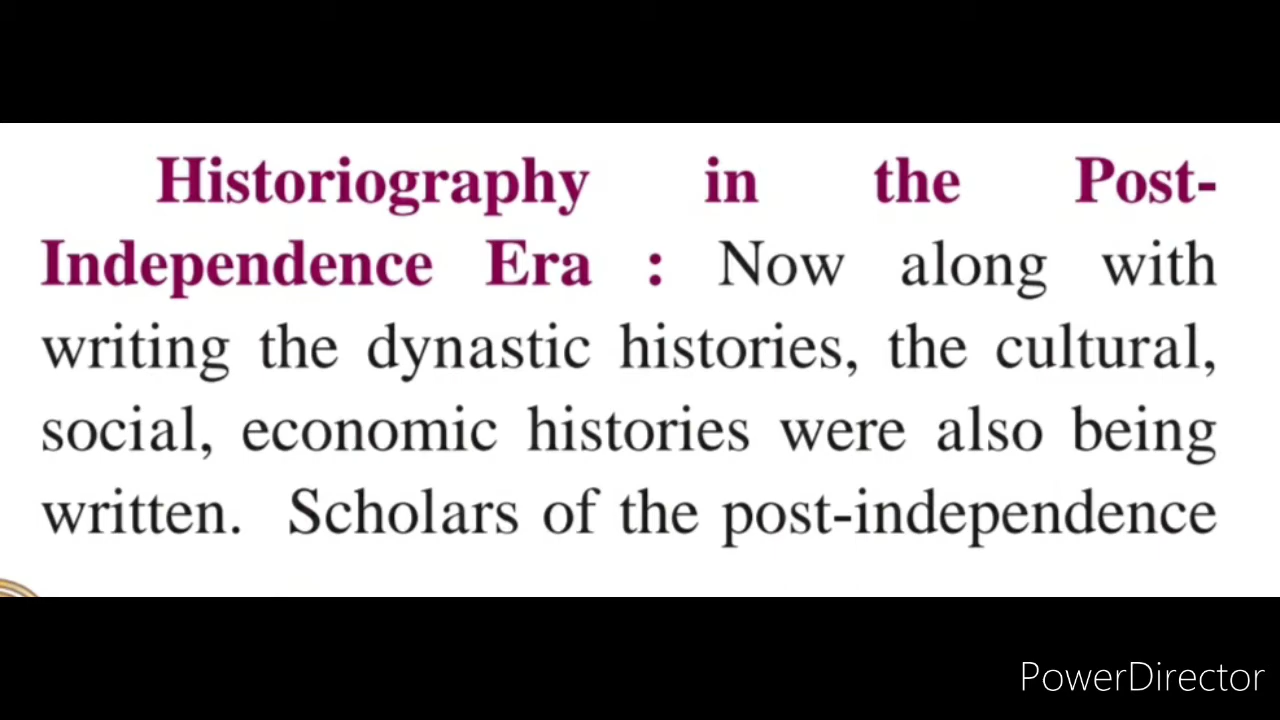 Historiography in the Post-
Independence Era : Now along with
writing the dynastic histories, the cultural,
social, economic histories were also being
written. Scholars of the post-independence
PowerDirector